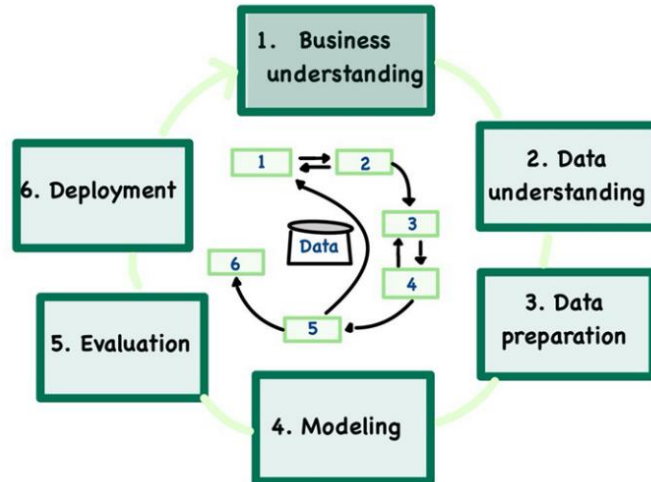 1. Business
understanding
2. Data
understanding
3. Data
preparation
4. Modeling
5. Evaluation
6. Deployment
1
2
3
4
5
6
Data